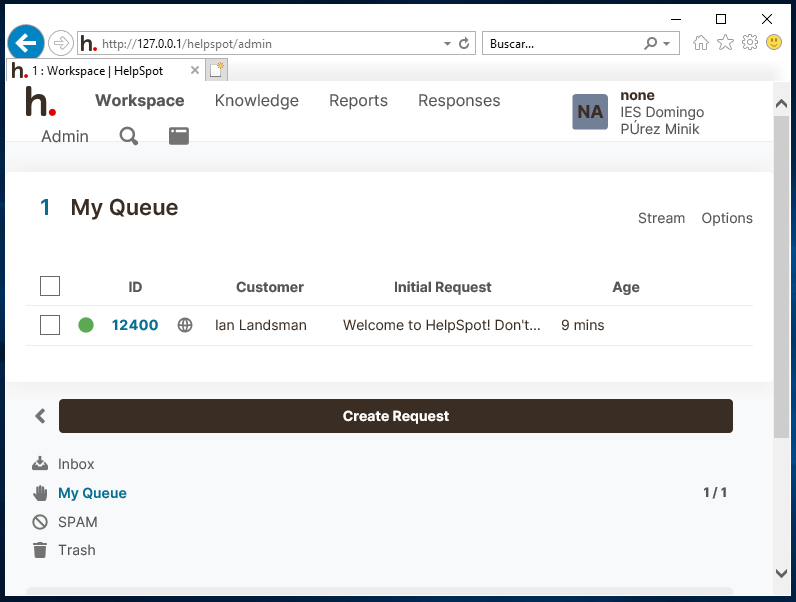 http://127.0.0.1/helpspot/admin
Buscar...
h. 1 : Workspace | HelpSpot
h.
Workspace
Knowledge
Reports
Responses
Admin
NA
none
IES Domingo
PÚrez Minik
1 My Queue
Stream
Options
ID
Customer
Initial Request
Age
12400
Ian Landsman
Welcome to HelpSpot! Don't...
9 mins
Create Request
Inbox
My Queue
1 / 1
SPAM
Trash